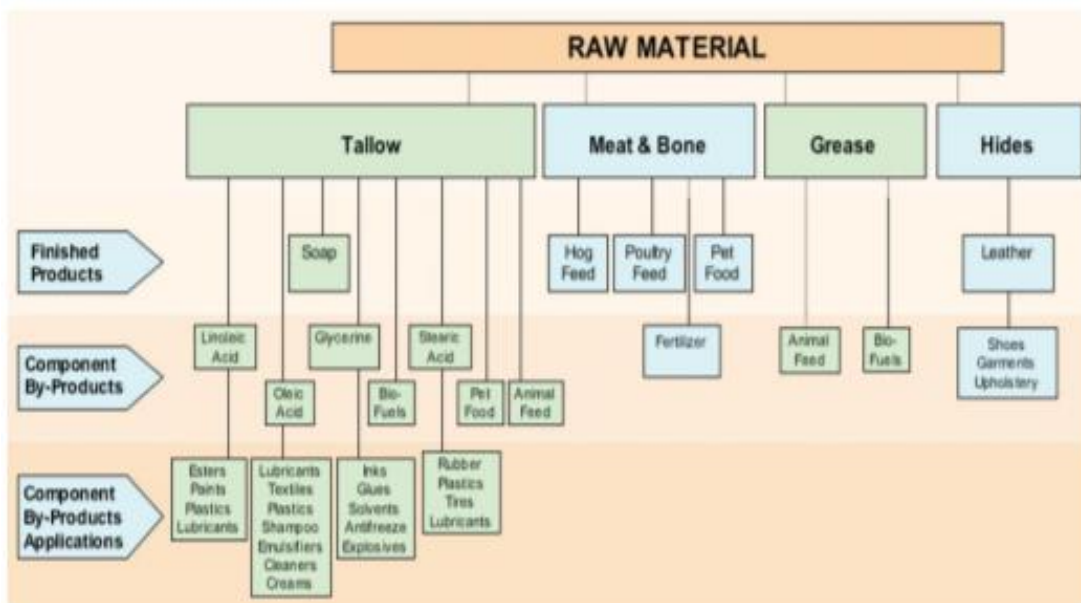 RAW MATERIAL
Tallow
Meat & Bone
Grease
Hides
Finished
Products
Soap
Hog
Feed
Poultry
Feed
Pet
Food
Leather
Component
By-Products
Linoleic
Acid
Oleic
Acid
Glycerine
Bio-
Fuels
Stearic
Acid
Pet
Food
Animal
Feed
Fertilizer
Animal
Feed
Bio-
Fuels
Shoes
Garments
Upholstery
Component
By-Products
Applications
Esters
Paints
Plastics
Lubricants
Lubricants
Textiles
Plastics
Shampoo
Emulsifiers
Cleaners
Creams
Inks
Glues
Solvents
Antifreeze
Explosives
Rubber
Plastics
Tires
Lubricants